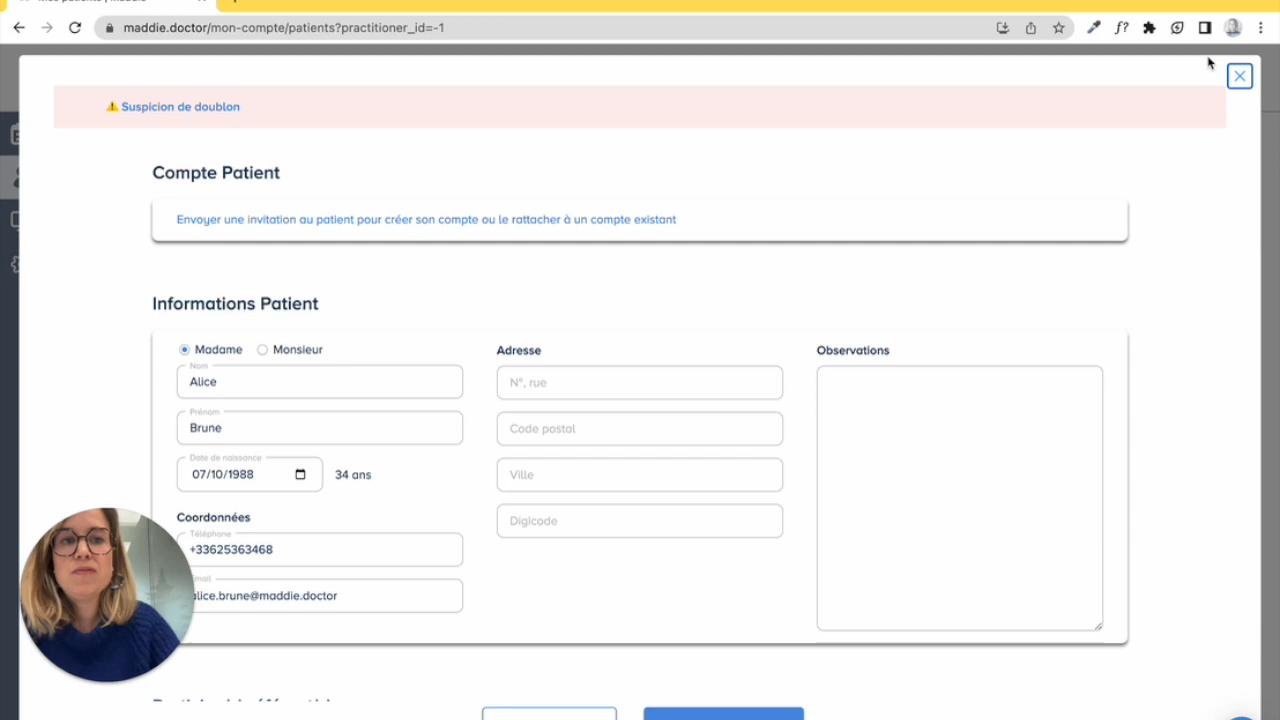 maddie.doctor/mon-compte/patients?practitioner_id=-1
f?
Suspicion de doublon
Compte Patient
Envoyer une invitation au patient pour créer son compte ou le rattacher à un compte existant
Informations Patient
Madame Monsieur
Nom
Alice
Prénom
Brune
Date de naissance
07/10/1988 34 ans
Coordonnées
Téléphone
+33625363468
alice.brune@maddie.doctor
Adresse
N°, rue
Code postal
Ville
Digicode
Observations